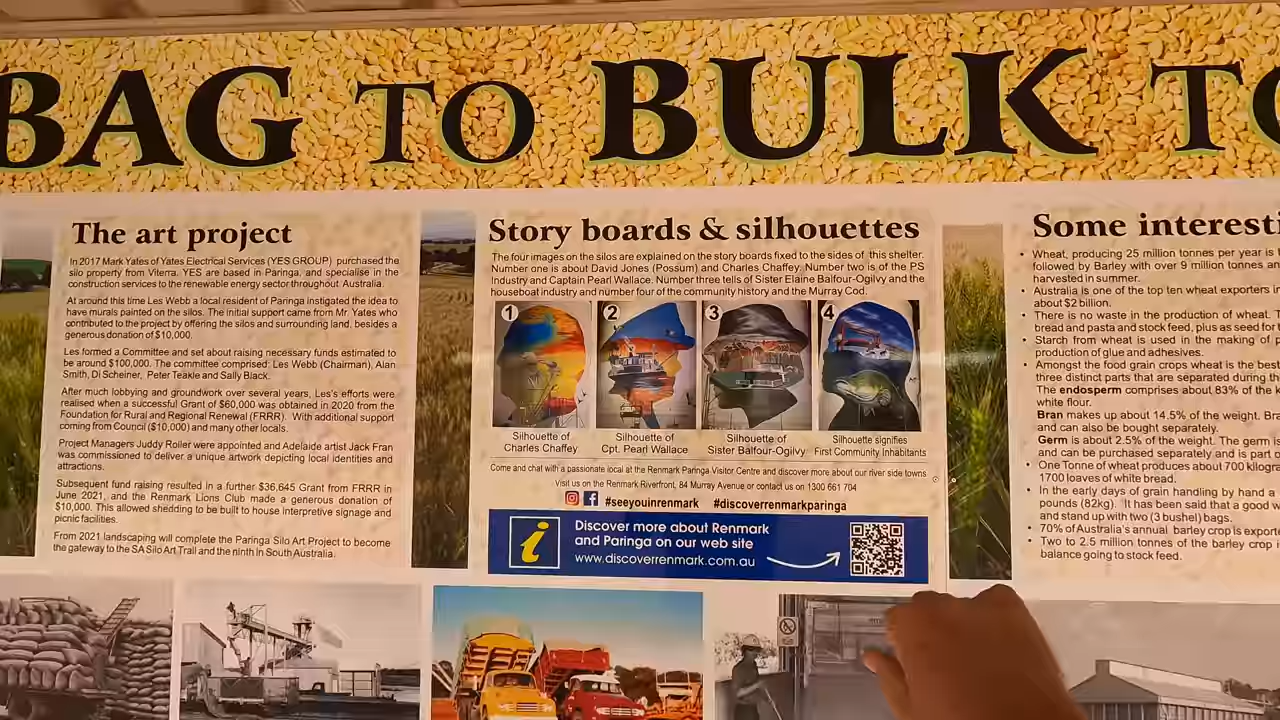 BAG TO BULK TO
The art project
In 2017 Mark Yates of Yates Electrical Services (YES GROUP) purchased the
silo property from Viterra. YES are based in Paringa, and specialise in the
construction services to the renewable energy sector throughout Australia.
At around this time Les Webb a local resident of Paringa instigated the idea to
have murals painted on the silos. The initial support came from Mr. Yates who
contributed to the project by offering the silos and surrounding land, besides a
generous donation of $10,000.
Les formed a Committee and set about raising necessary funds estimated to
be around $100,000. The committee comprised: Les Webb (Chairman), Alan
Smith, Di Scheiner, Peter Teakle and Sally Black.
After much lobbying and groundwork over several years, Les's efforts were
realised when a successful Grant of $60,000 was obtained in 2020 from the
Foundation for Rural and Regional Renewal (FRRR). With additional support
coming from Council ($10,000) and many other locals.
Project Managers Juddy Roller were appointed and Adelaide artist Jack Fran
was commissioned to deliver a unique artwork depicting local identities and
attractions.
Subsequent fund raising resulted in a further $36,645 Grant from FRRR in
June 2021, and the Renmark Lions Club made a generous donation of
$10,000. This allowed shedding to be built to house interpretive signage and
picnic facilities.
From 2021 landscaping will complete the Paringa Silo Art Project to become
the gateway to the SA Silo Art Trail and the ninth in South Australia.
Story boards & silhouettes
The four images on the silos are explained on the story boards fixed to the sides of this shelter.
Number one is about David Jones (Possum) and Charles Chaffey. Number two is of the PS
Industry and Captain Pearl Wallace. Number three tells of Sister Elaine Balfour-Ogilvy and the
houseboat industry and number four of the community history and the Murray Cod.
1 2 3 4
Silhouette of
Charles Chaffey
Silhouette of
Cpt. Pearl Wallace
Silhouette of
Sister Balfour-Ogilvy
Silhouette signifies
First Community Inhabitants
Come and chat with a passionate local at the Renmark Paringa Visitor Centre and discover more about our river side towns
Visit us on the Renmark Riverfront, 84 Murray Avenue or contact us on 1300 661 704
#seeyouinrenmark #discoverrenmarkparinga
i
Discover more about Renmark
and Paringa on our web site
www.discoverrenmark.com.au
Some interesti
• Wheat, producing 25 million tonnes per year is
followed by Barley with over 9 million tonnes an
harvested in summer.
• Australia is one of the top ten wheat exporters in
about $2 billion.
• There is no waste in the production of wheat. T
bread and pasta and stock feed, plus as seed for
• Starch from wheat is used in the making of p
production of glue and adhesives.
• Amongst the food grain crops wheat is the best
three distinct parts that are separated during th
The endosperm comprises about 83% of the
white flour.
Bran makes up about 14.5% of the weight. Bra
and can also be bought separately.
Germ is about 2.5% of the weight. The germ
and can be purchased separately and is part o
• One Tonne of wheat produces about 700 kilogra
1700 loaves of white bread.
• In the early days of grain handling by hand a
pounds (82kg). It has been said that a good w
and stand up with two (3 bushel) bags.
• 70% of Australia's annual barley crop is exporte
• Two to 2.5 million tonnes of the barley crop i
balance going to stock feed.